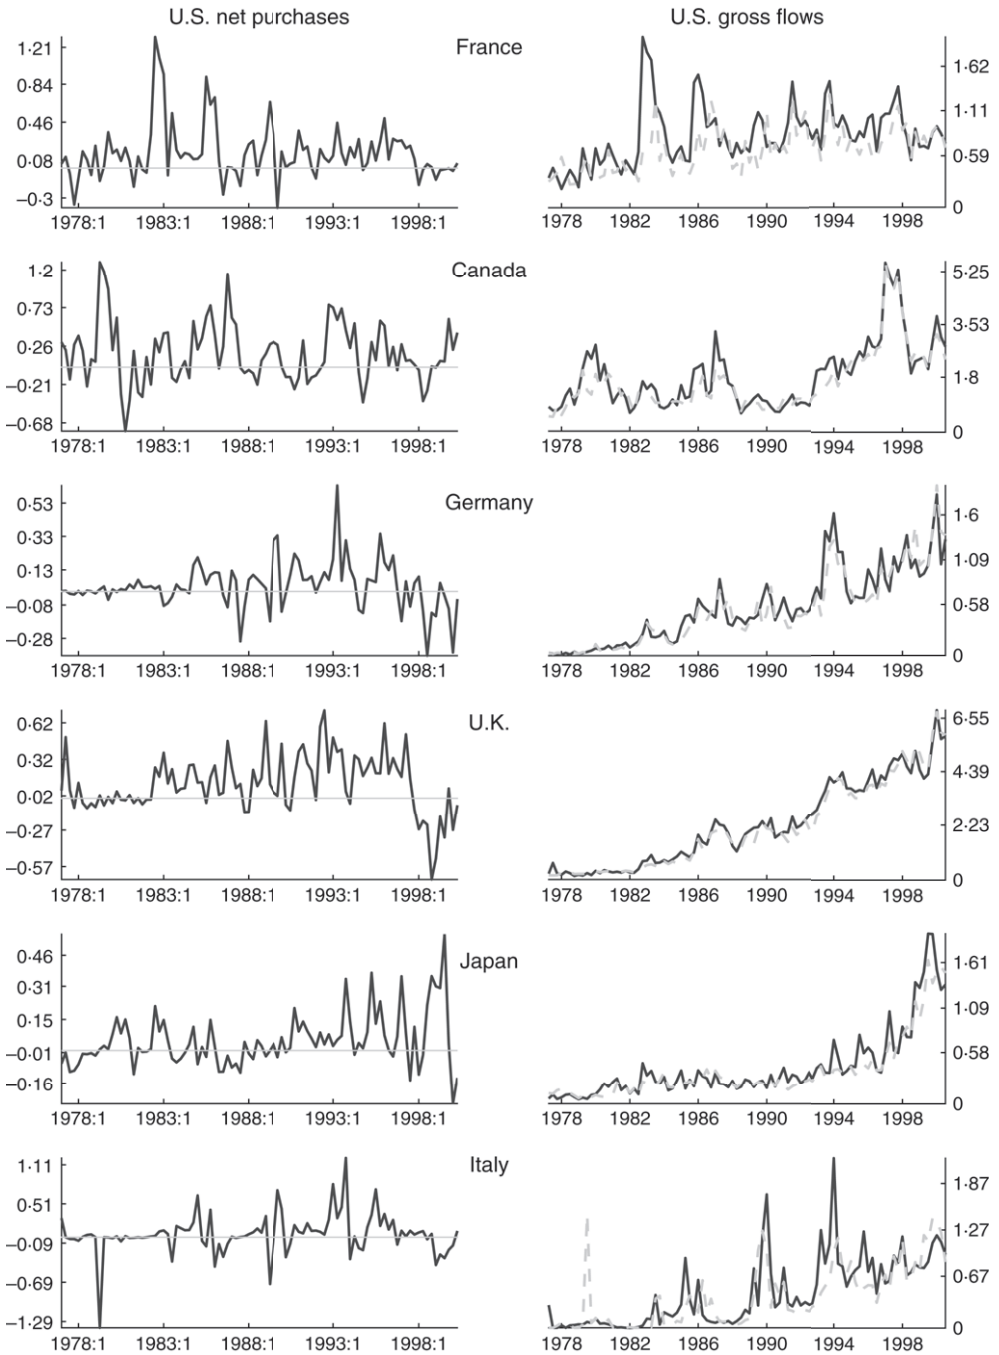 U.S. net purchases U.S. gross flows
France
1·21
0·84
0·46
0·08
–0·3
1978:1 1983:1 1988:1 1993:1 1998:1
1·62
1·11
0·59
0
1978 1982 1986 1990 1994 1998
Canada
1·2
0·73
0·26
–0·21
–0·68
1978:1 1983:1 1988:1 1993:1 1998:1
5·25
3·53
1·8
0
1978 1982 1986 1990 1994 1998
Germany
0·53
0·33
0·13
–0·08
–0·28
1978:1 1983:1 1988:1 1993:1 1998:1
1·6
1·09
0·58
0
1978 1982 1986 1990 1994 1998
U.K.
0·62
0·32
0·02
–0·27
–0·57
1978:1 1983:1 1988:1 1993:1 1998:1
6·55
4·39
2·23
0
1978 1982 1986 1990 1994 1998
Japan
0·46
0·31
0·15
–0·01
–0·16
1978:1 1983:1 1988:1 1993:1 1998:1
1·61
1·09
0·58
0
1978 1982 1986 1990 1994 1998
Italy
1·11
0·51
–0·09
–0·69
–1·29
1978:1 1983:1 1988:1 1993:1 1998:1
1·87
1·27
0·67
0
1978 1982 1986 1990 1994 1998